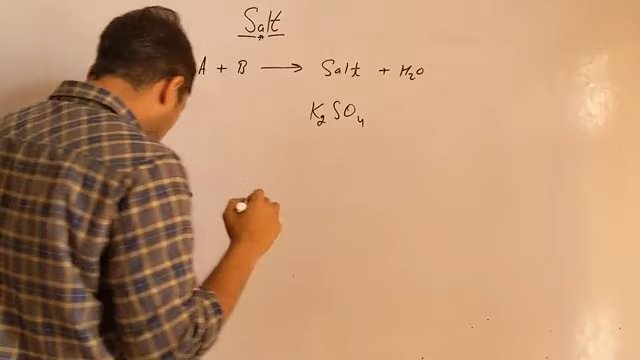 Salt
A + B → Salt + H₂O
K₂SO₄